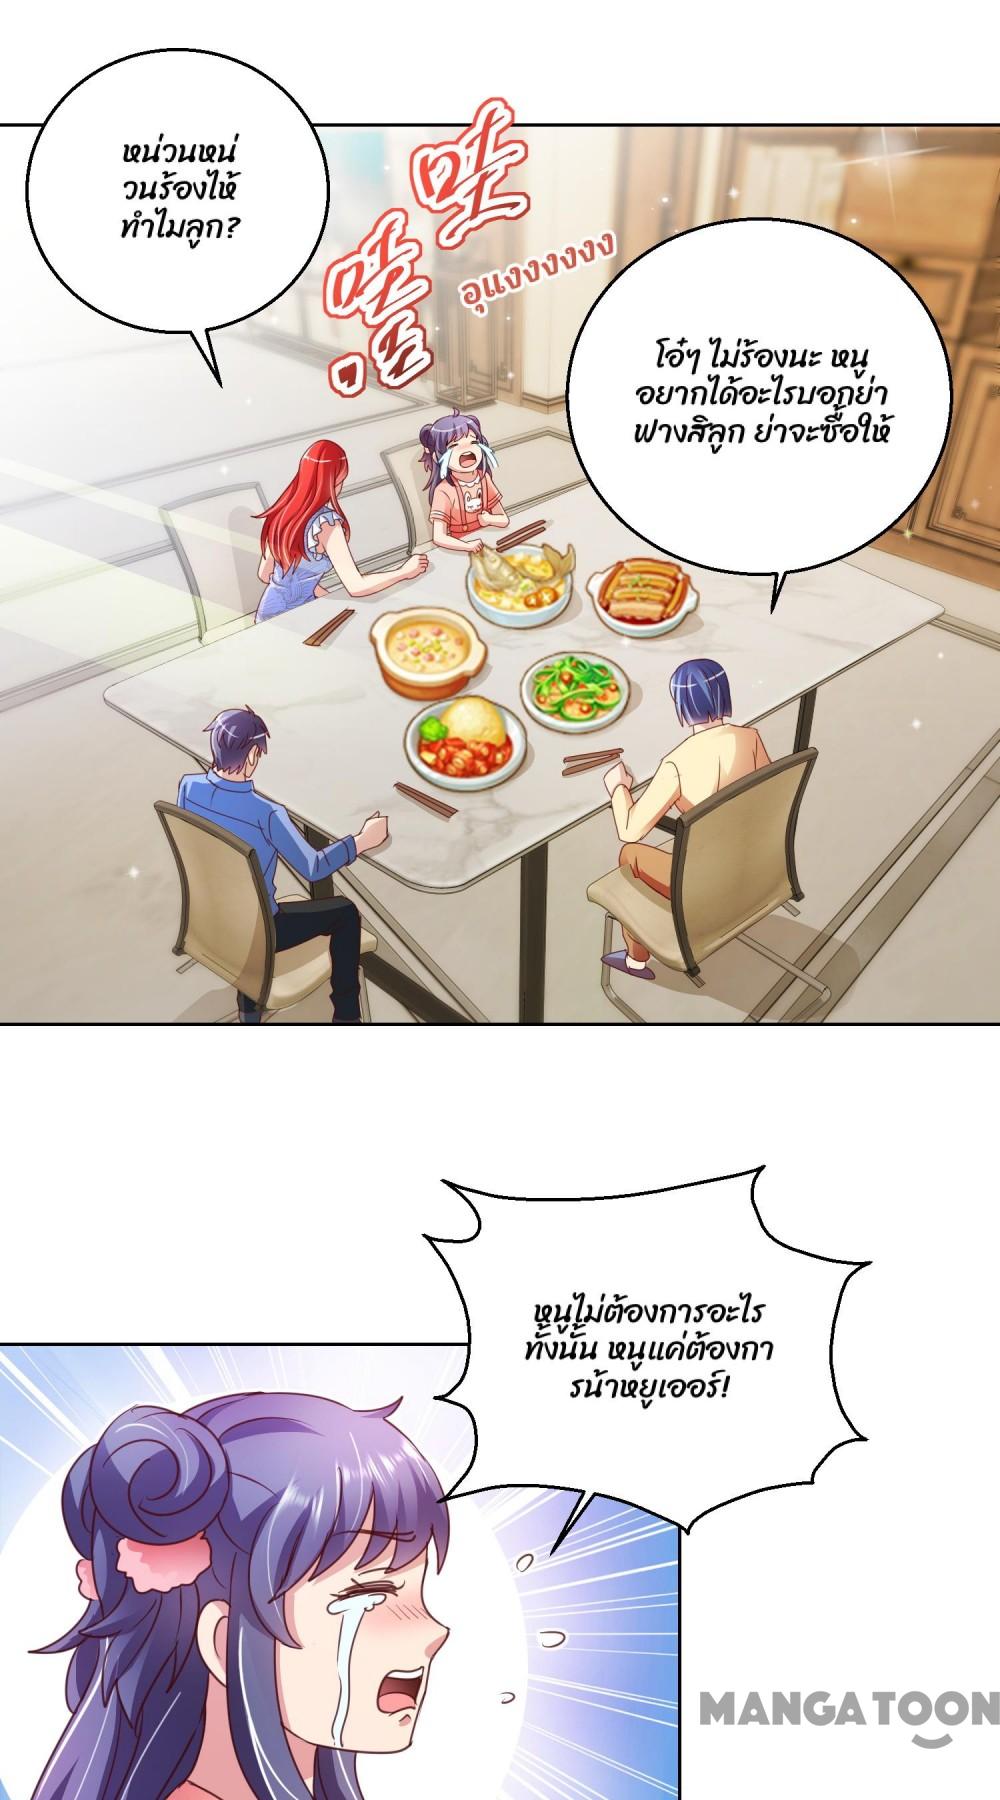 หน่วนหน่
วนร้องไห้
ทำไมลูก?
哇
噻
อุแงงงงงง
โอ๋ๆ ไม่ร้องนะ หนู
อยากได้อะไรบอกย่า
ฟางสิลูก ย่าจะซื้อให้
หนูไม่ต้องการอะไร
ทั้งนั้น หนูแค่ต้องกา
รน้าหยูเออร์!
MANGATOON